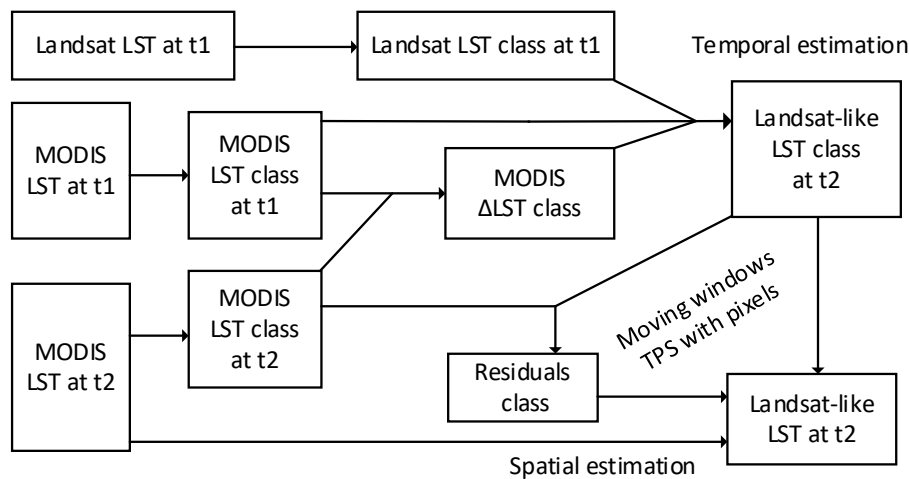 Landsat LST at t1
Landsat LST class at t1
Temporal estimation
MODIS
LST at t1
MODIS
LST class
at t1
MODIS
ΔLST class
Landsat-like
LST class
at t2
MODIS
LST at t2
MODIS
LST class
at t2
Moving windows
TPS with pixels
Residuals
class
Landsat-like
LST at t2
Spatial estimation